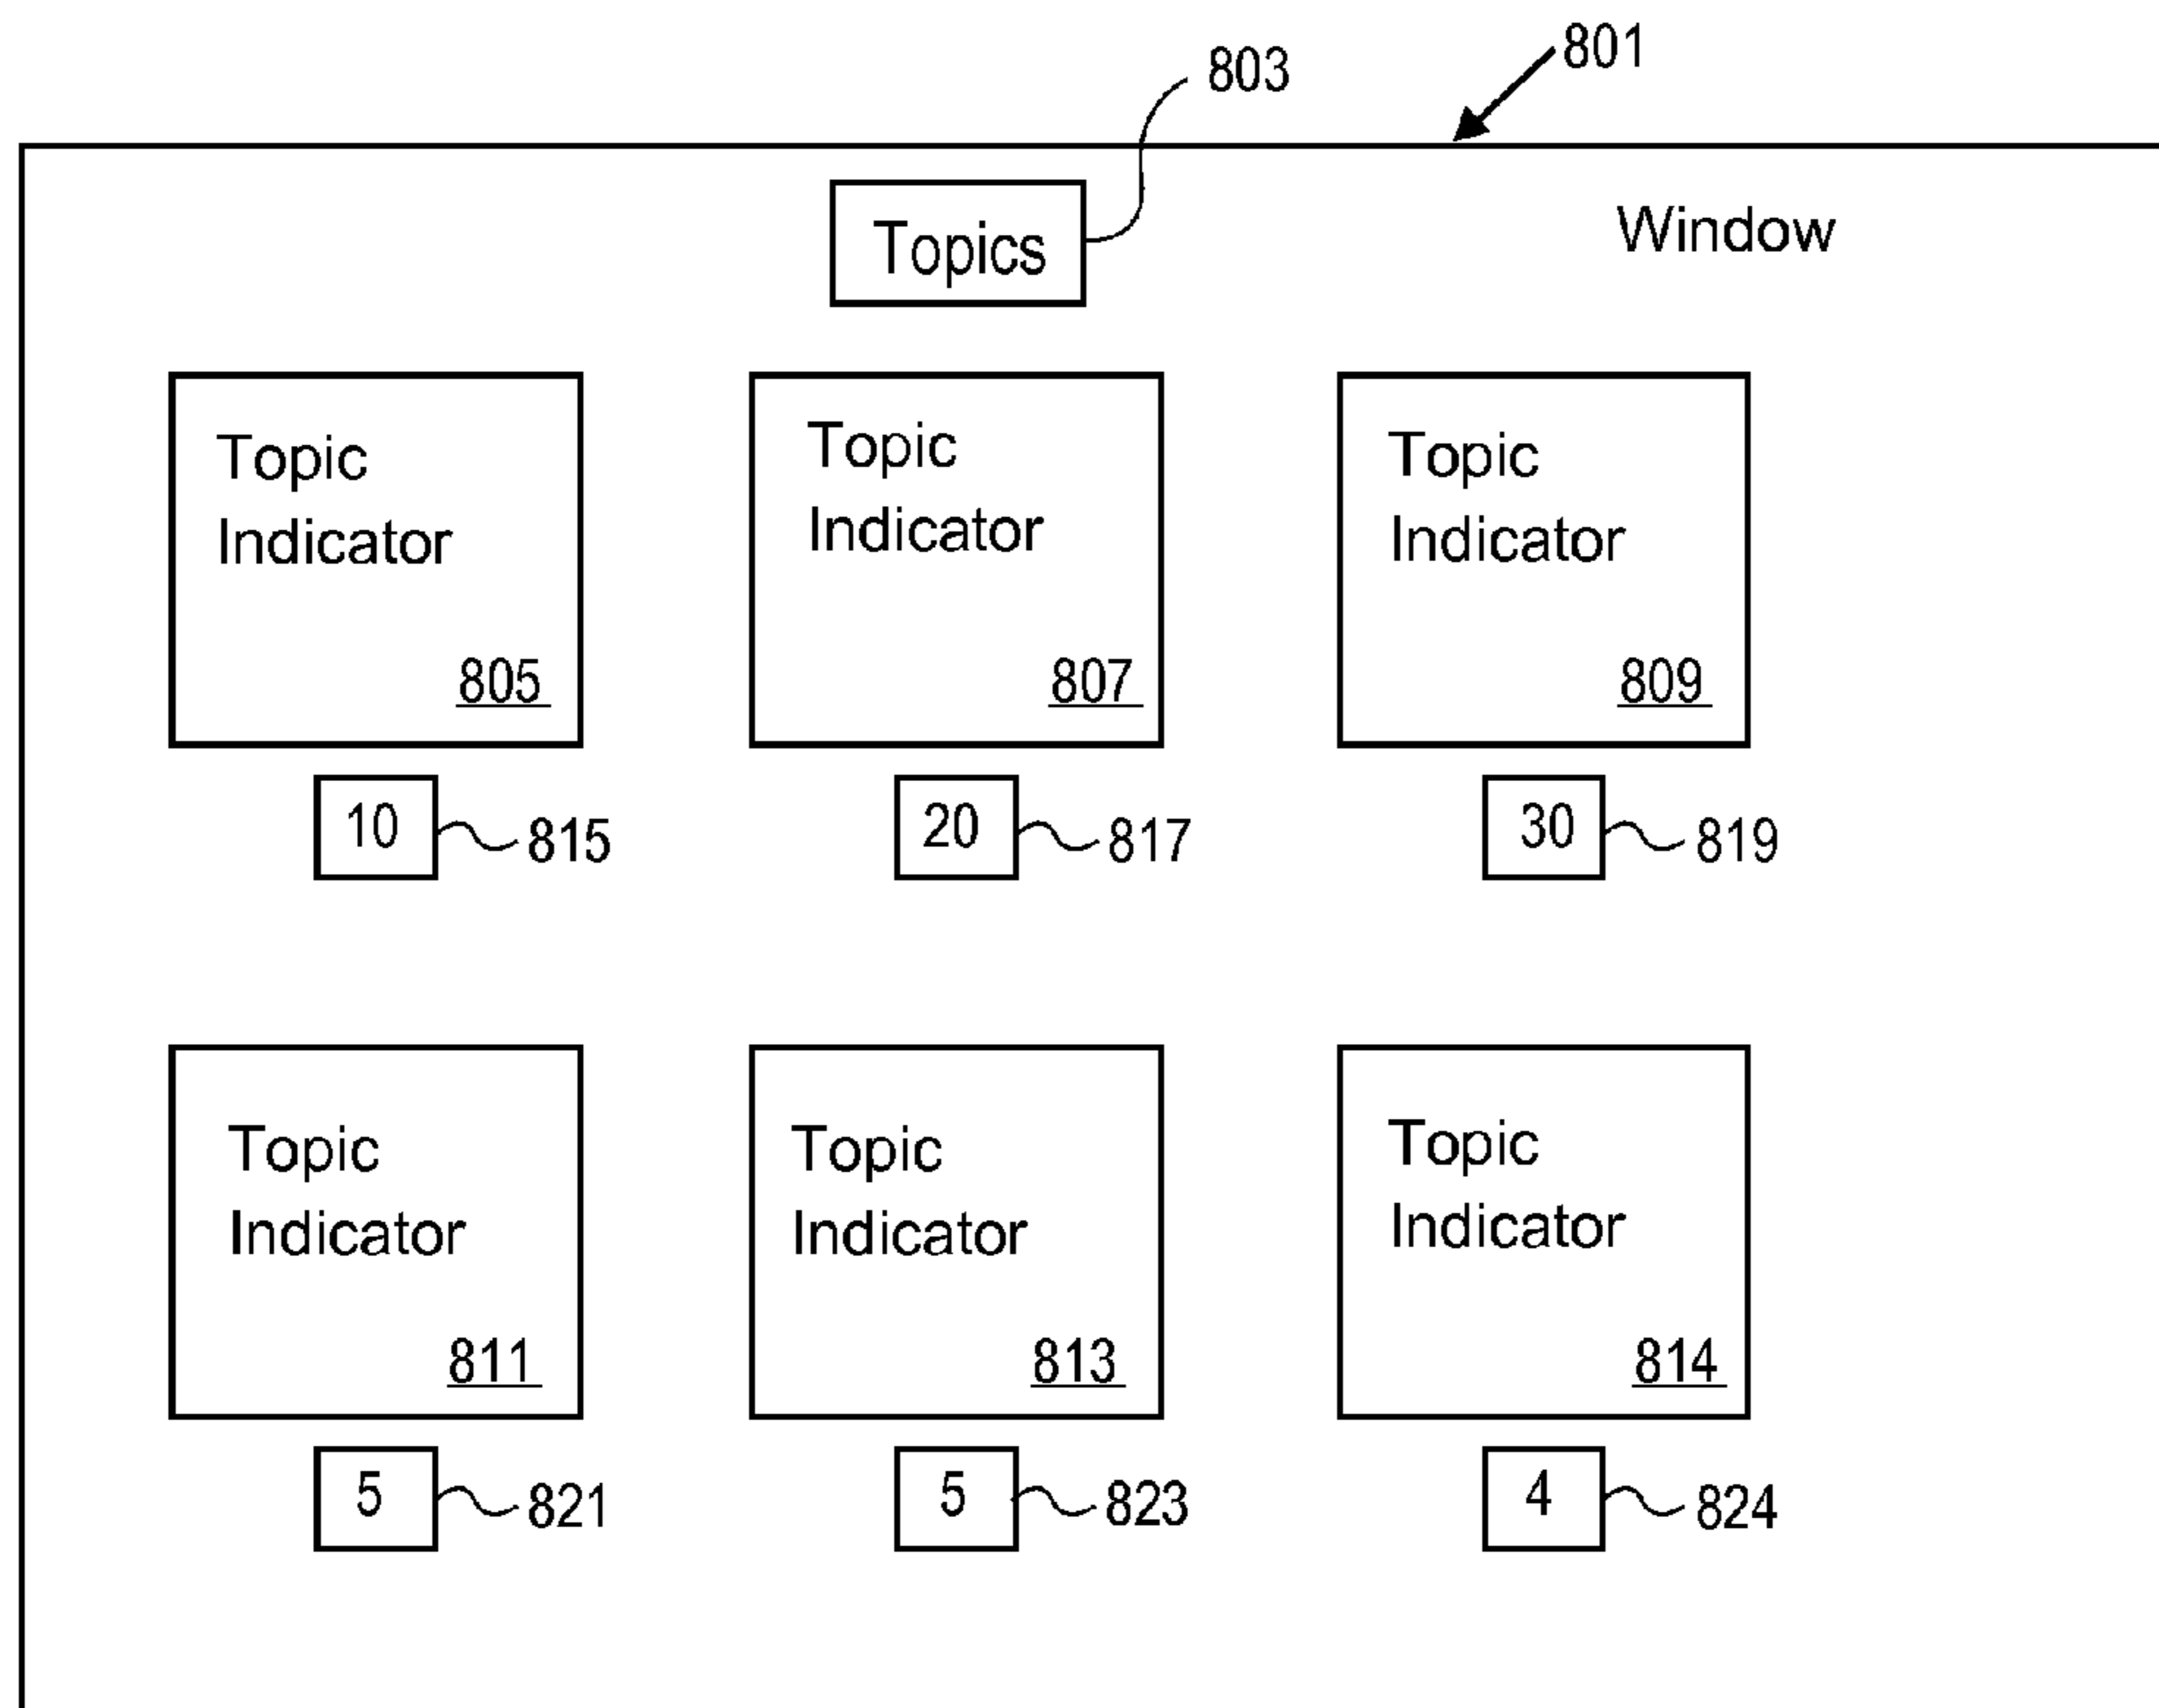 801
803
Topics
Window
Topic
Indicator
805
Topic
Indicator
807
Topic
Indicator
809
10
815
20
817
30
819
Topic
Indicator
811
Topic
Indicator
813
Topic
Indicator
814
5
821
5
823
4
824